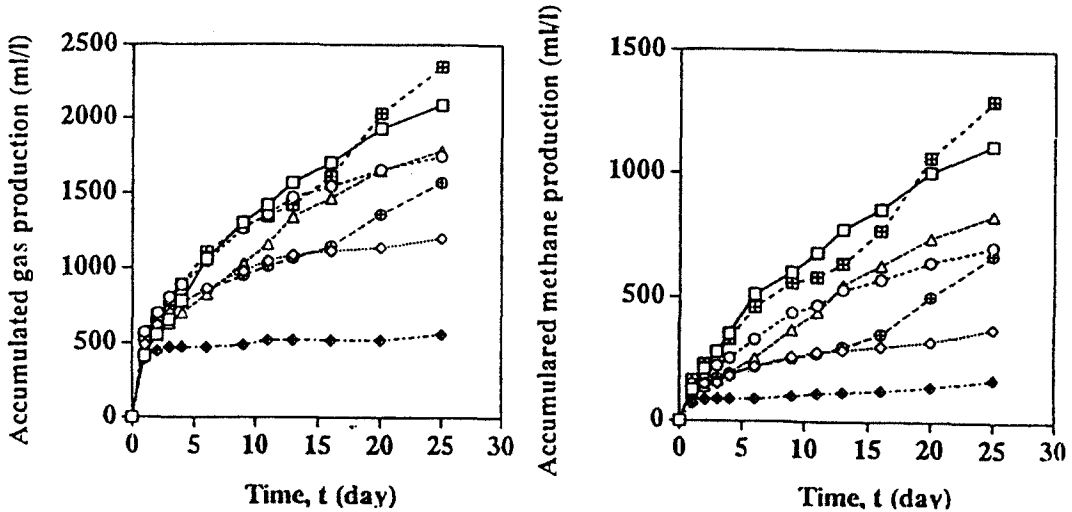 Accumulated gas production (ml/l)
2500
2000
1500
1000
500
0
0 5 10 15 20 25 30
Time, t (day)
Accumulared methane production (ml/l)
1500
1000
500
0
0 5 10 15 20 25 30
Time, t (day)